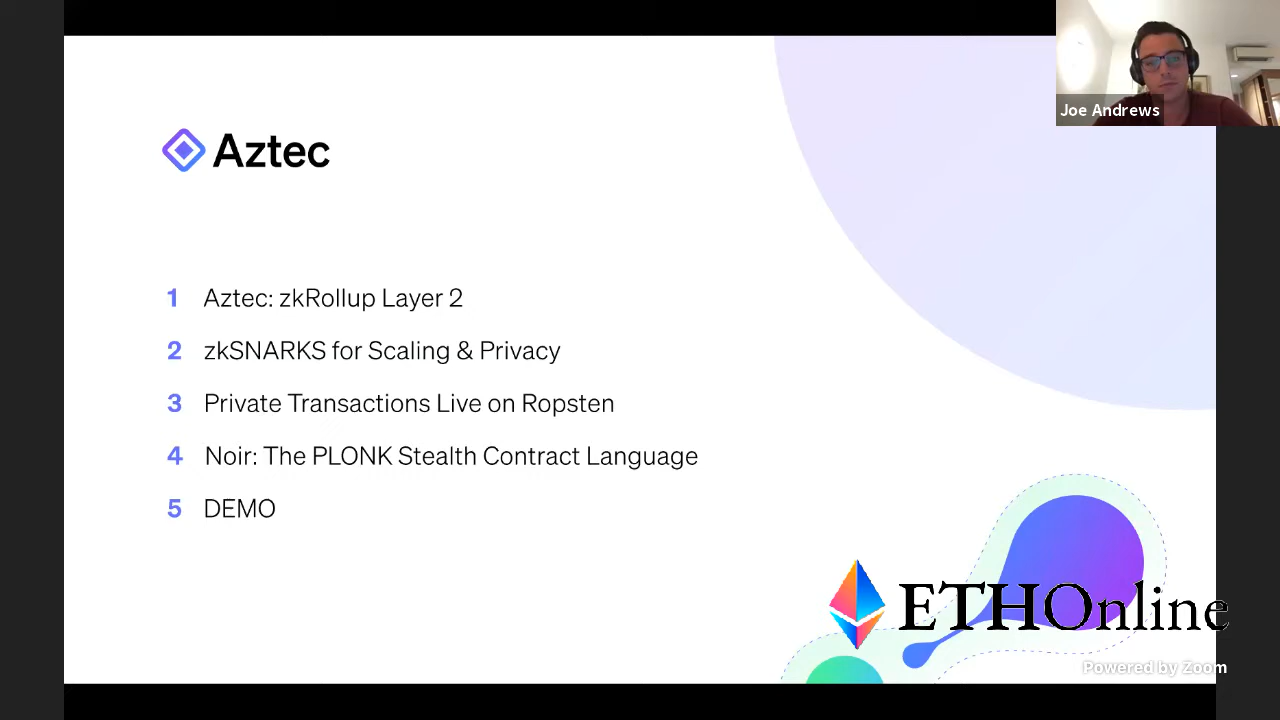 Joe Andrews
Aztec
1 Aztec: zkRollup Layer 2
2 zkSNARKS for Scaling & Privacy
3 Private Transactions Live on Ropsten
4 Noir: The PLONK Stealth Contract Language
5 DEMO
ETHOnline
Powered by Zoom